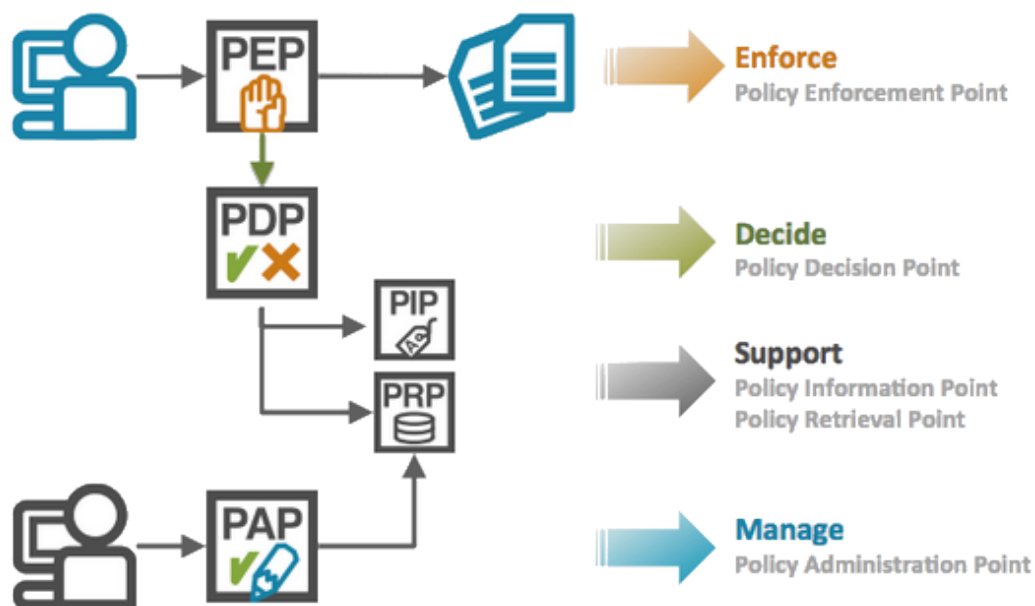 PEP
Enforce
Policy Enforcement Point
PDP
Decide
Policy Decision Point
PIP
A
Support
PRP
Policy Information Point
Policy Retrieval Point
PAP
Manage
Policy Administration Point